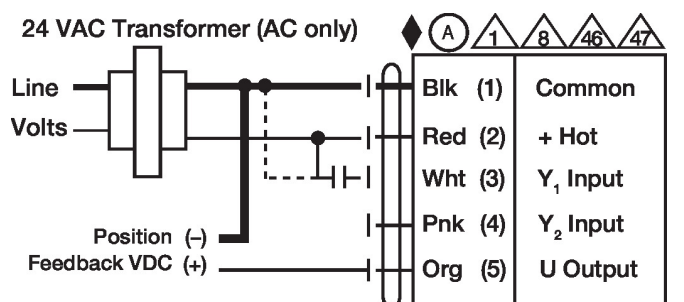 24 VAC Transformer (AC only)
A 1 8 46 47
Line
Volts
Blk (1) Common
Red (2) + Hot
Wht (3) Y1 Input
Pnk (4) Y2 Input
Org (5) U Output
Position (–)
Feedback VDC (+)